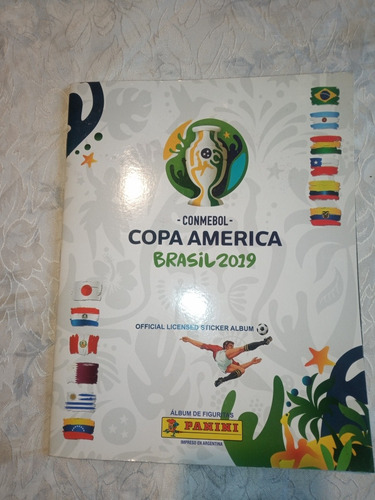 - CONMEBOL -
COPA AMERICA
BRASIL2019
OFFICIAL LICENSED STICKER ALBUM
ÁLBUM DE FIGURITAS
PANINI
IMPRESO EN ARGENTINA